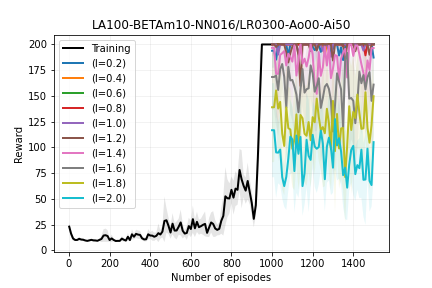 LA100-BETAm10-NN016/LR0300-Ao00-Ai50
Reward
200
175
150
125
100
75
50
25
0
Training
(l=0.2)
(l=0.4)
(l=0.6)
(l=0.8)
(l=1.0)
(l=1.2)
(l=1.4)
(l=1.6)
(l=1.8)
(l=2.0)
0 200 400 600 800 1000 1200 1400
Number of episodes